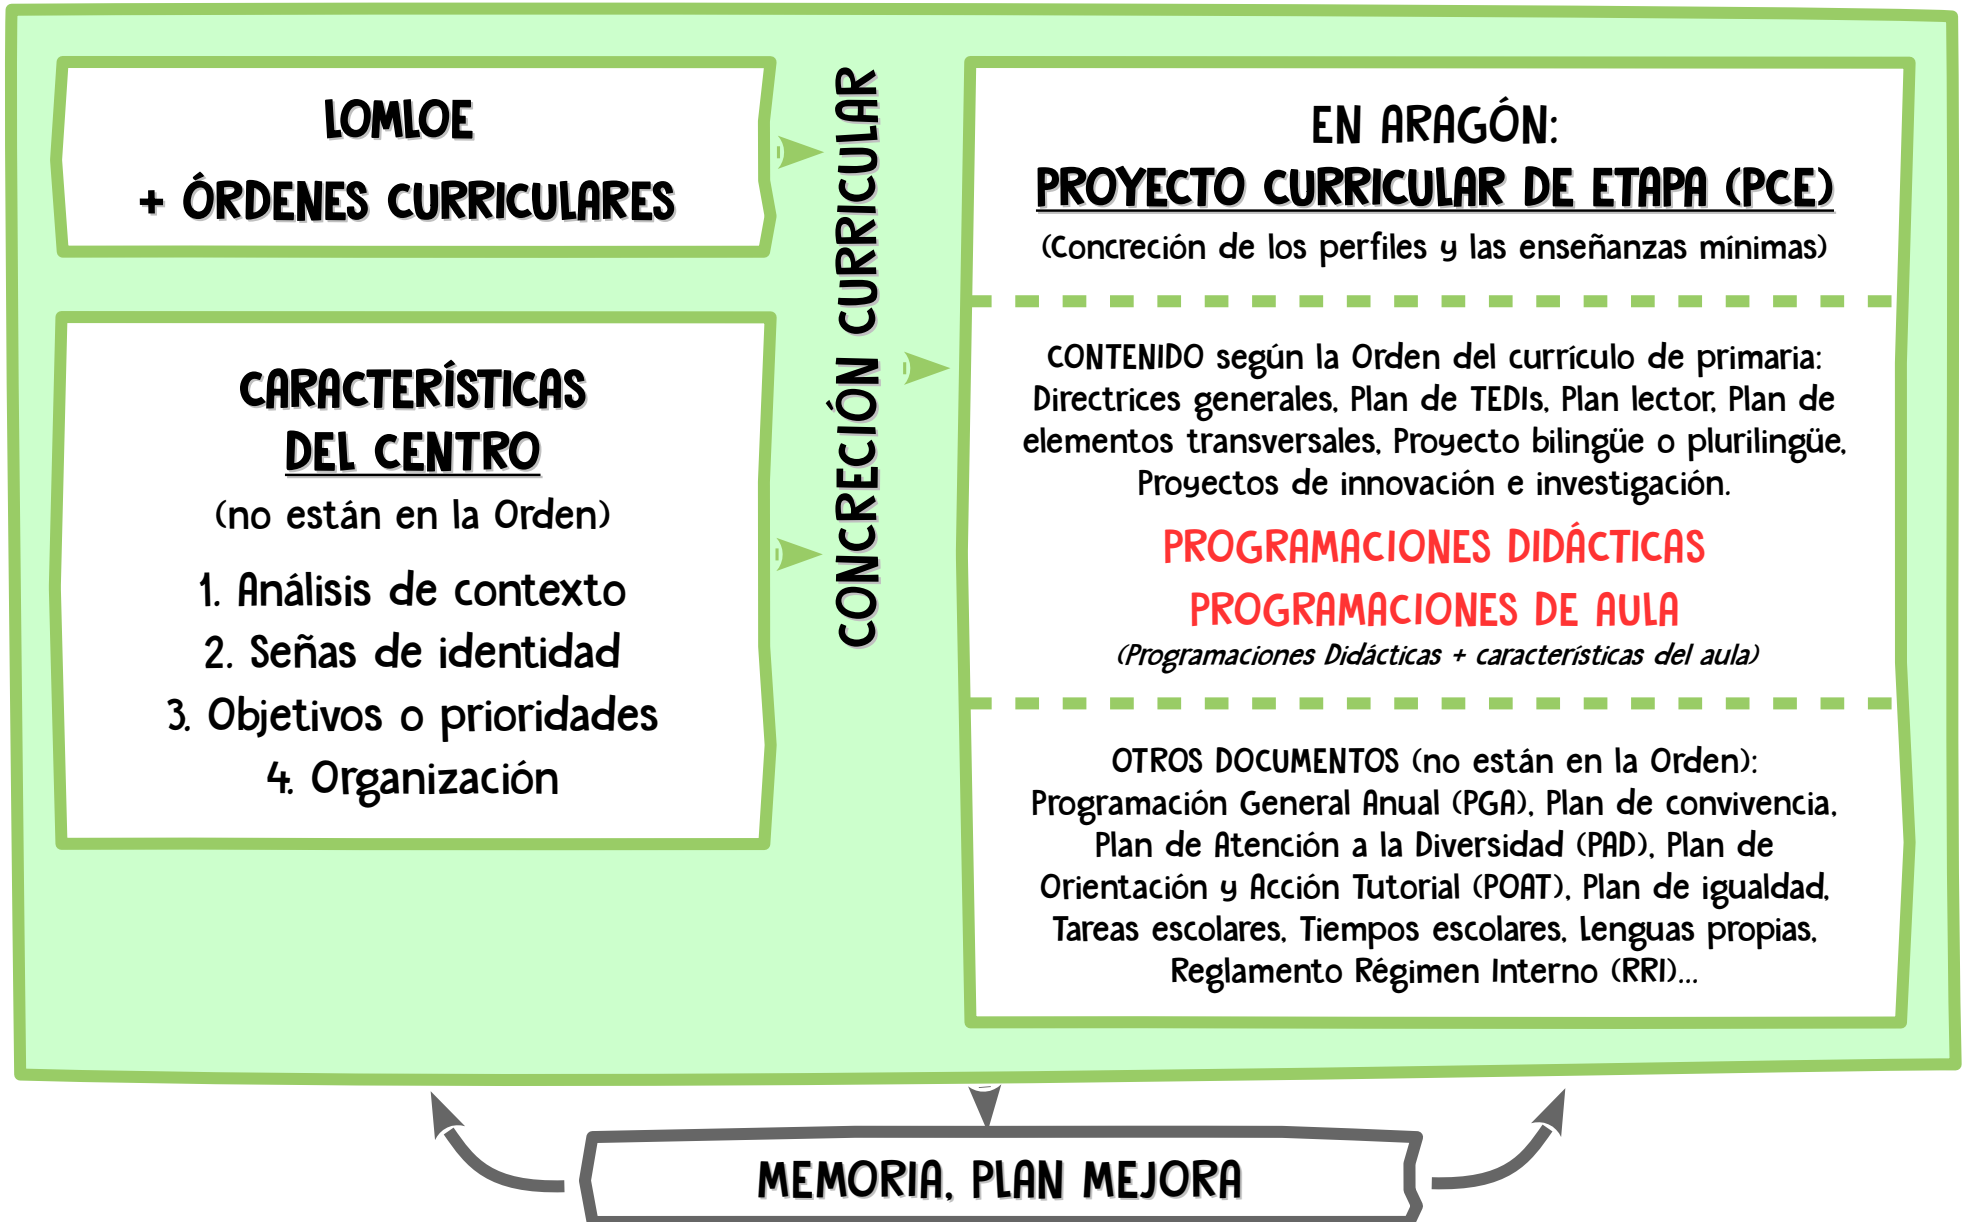 LOMLOE
+ ÓRDENES CURRICULARES
CARACTERÍSTICAS
DEL CENTRO
(no están en la Orden)
1. Análisis de contexto
2. Señas de identidad
3. Objetivos o prioridades
4. Organización
CONCRECIÓN CURRICULAR
EN ARAGÓN:
PROYECTO CURRICULAR DE ETAPA (PCE)
(Concreción de los perfiles y las enseñanzas mínimas)
CONTENIDO según la Orden del currículo de primaria:
Directrices generales, Plan de TEDIs, Plan lector, Plan de
elementos transversales, Proyecto bilingüe o plurilingüe,
Proyectos de innovación e investigación.
PROGRAMACIONES DIDÁCTICAS
PROGRAMACIONES DE AULA
(Programaciones Didácticas + características del aula)
OTROS DOCUMENTOS (no están en la Orden):
Programación General Anual (PGA), Plan de convivencia,
Plan de Atención a la Diversidad (PAD), Plan de
Orientación y Acción Tutorial (POAT), Plan de igualdad,
Tareas escolares, Tiempos escolares, Lenguas propias,
Reglamento Régimen Interno (RRI)...
MEMORIA, PLAN MEJORA